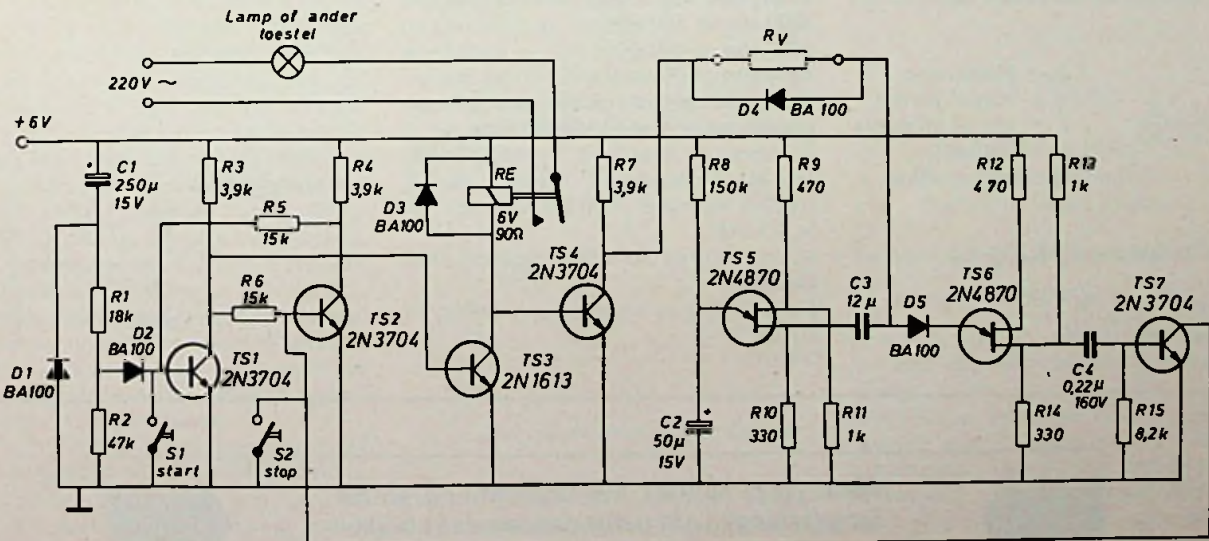 Lamp of ander
toestel
220V ~
+6V
C1
250µ
15V
R3
3,9k
R4
3,9k
R5
15k
R6
15k
R1
18k
D2
BA100
TS1
2N3704
D1
BA100
R2
47k
S1
start
S2
stop
TS2
2N3704
D3
BA100
RE
6V
90Ω
TS3
2N1613
TS4
2N3704
R7
3,9k
RV
D4
BA 100
R8
150k
R9
470
TS5
2N4870
C3
12µ
D5
BA100
C2
50µ
15V
R10
330
R11
1k
R12
470
R13
1k
TS6
2N4870
TS7
2N3704
C4
0,22µ
160V
R14
330
R15
8,2k